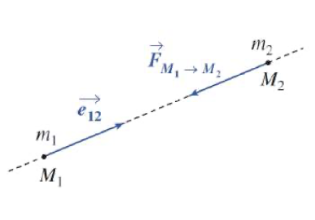 m₂
F⃗ M₁ → M₂
M₂
e₁₂⃗
m₁
M₁